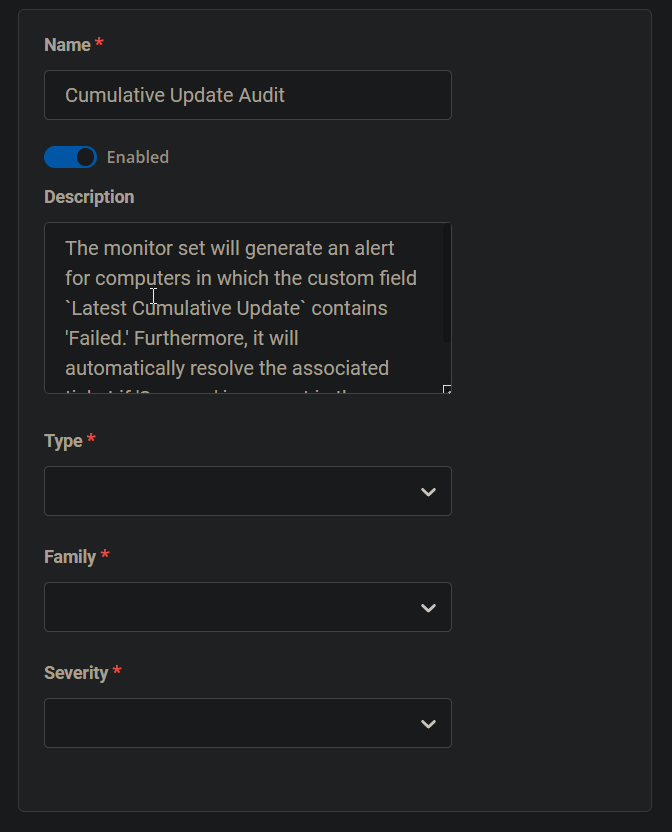 Name *
Cumulative Update Audit
Enabled
Description
The monitor set will generate an alert
for computers in which the custom field
`Latest Cumulative Update` contains
'Failed.' Furthermore, it will
automatically resolve the associated
Type *
Family *
Severity *